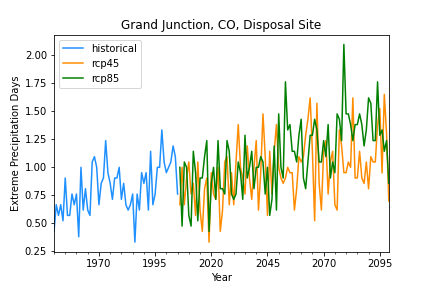 Grand Junction, CO, Disposal Site
historical
rcp45
rcp85
Extreme Precipitation Days
2.00
1.75
1.50
1.25
1.00
0.75
0.50
0.25
1970
1995
2020
2045
2070
2095
Year